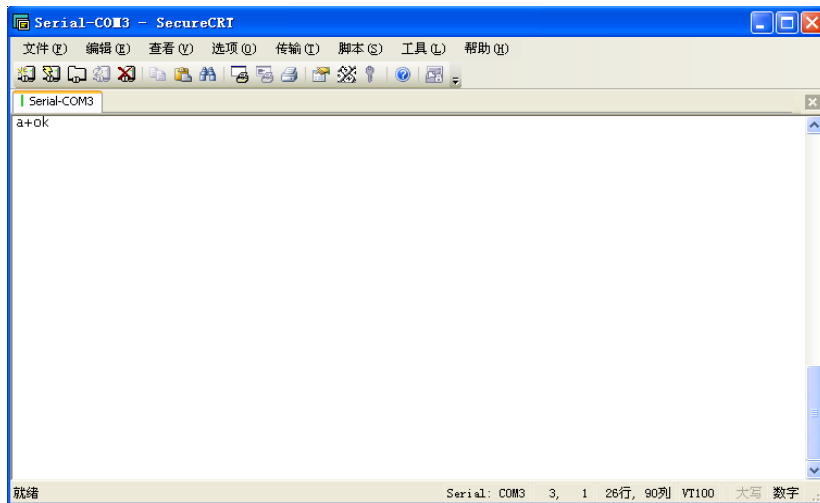 Serial-COM3 - SecureCRT
文件(F) 编辑(E) 查看(V) 选项(O) 传输(T) 脚本(S) 工具(L) 帮助(H)
Serial-COM3
a+ok
就绪 Serial: COM3 3, 1 26行, 90列 VT100 大写 数字